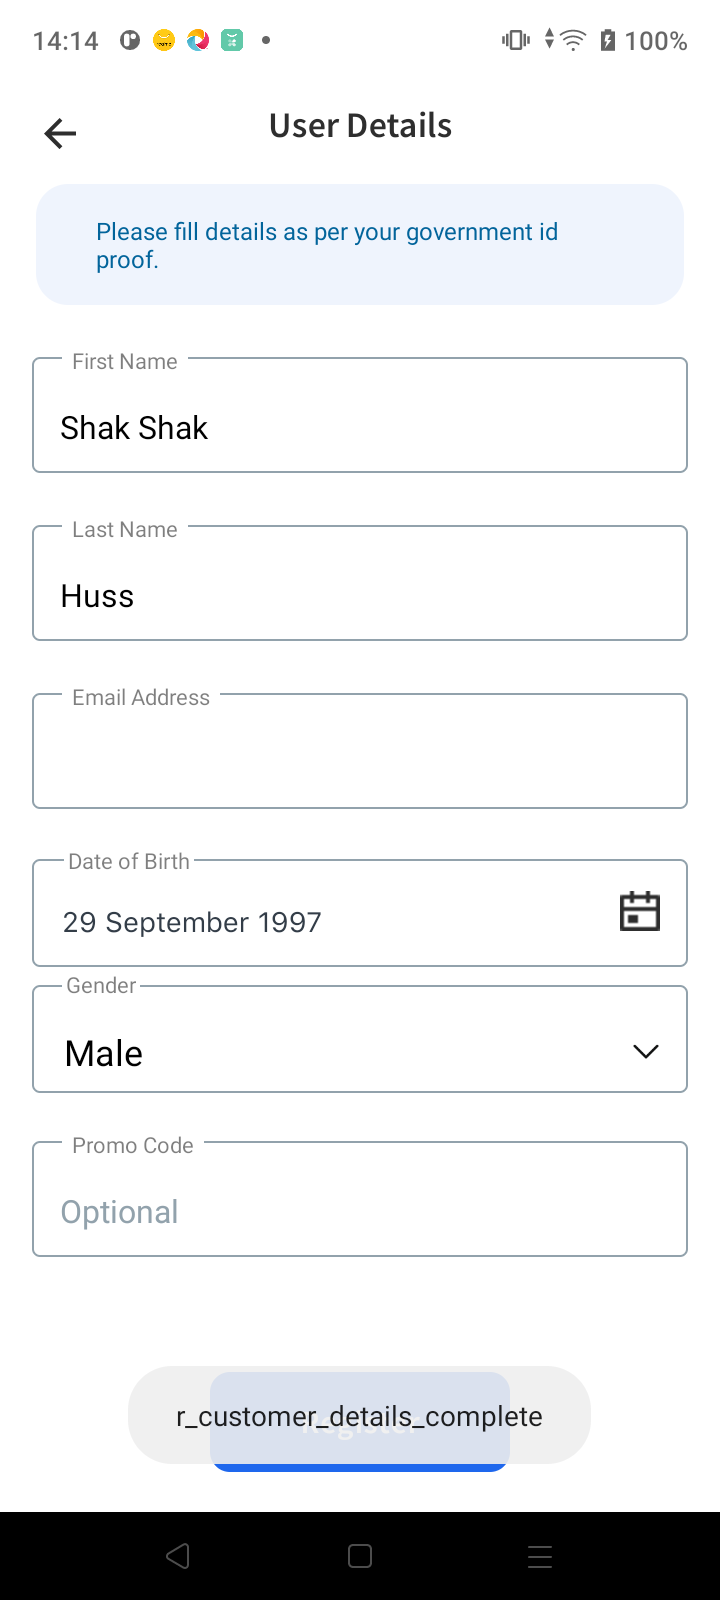 14:14
100%
User Details
Please fill details as per your government id
proof.
First Name
Shak Shak
Last Name
Huss
Email Address
Date of Birth
29 September 1997
Gender
Male
Promo Code
Optional
r_customer_details_complete
Register